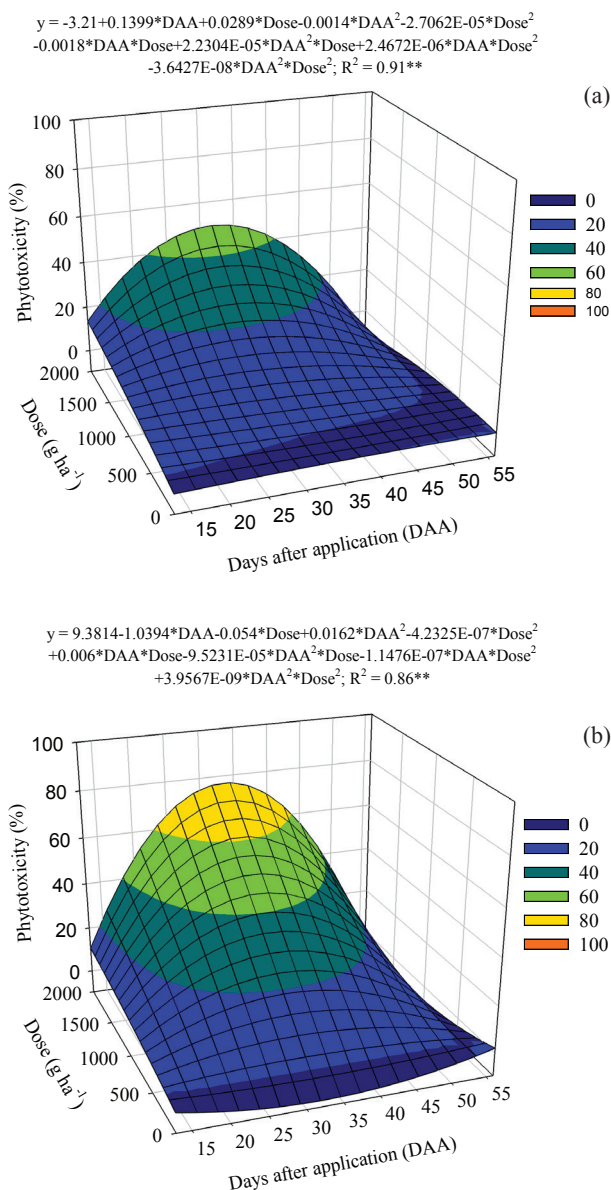 y = -3.21+0.1399*DAA+0.0289*Dose-0.0014*DAA²-2.7062E-05*Dose²
-0.0018*DAA*Dose+2.2304E-05*DAA²*Dose+2.4672E-06*DAA*Dose²
-3.6427E-08*DAA²*Dose²; R² = 0.91**
(a)
100
80
60
40
20
0
Phytotoxicity (%)
2000
1500
1000
500
0
Dose (g ha⁻¹)
15 20 25 30 35 40 45 50 55
Days after application (DAA)
0
20
40
60
80
100
y = 9.3814-1.0394*DAA-0.054*Dose+0.0162*DAA²-4.2325E-07*Dose²
+0.006*DAA*Dose-9.5231E-05*DAA²*Dose-1.1476E-07*DAA*Dose²
+3.9567E-09*DAA²*Dose²; R² = 0.86**
(b)
100
80
60
40
20
0
Phytotoxicity (%)
2000
1500
1000
500
0
Dose (g ha⁻¹)
15 20 25 30 35 40 45 50 55
Days after application (DAA)
0
20
40
60
80
100